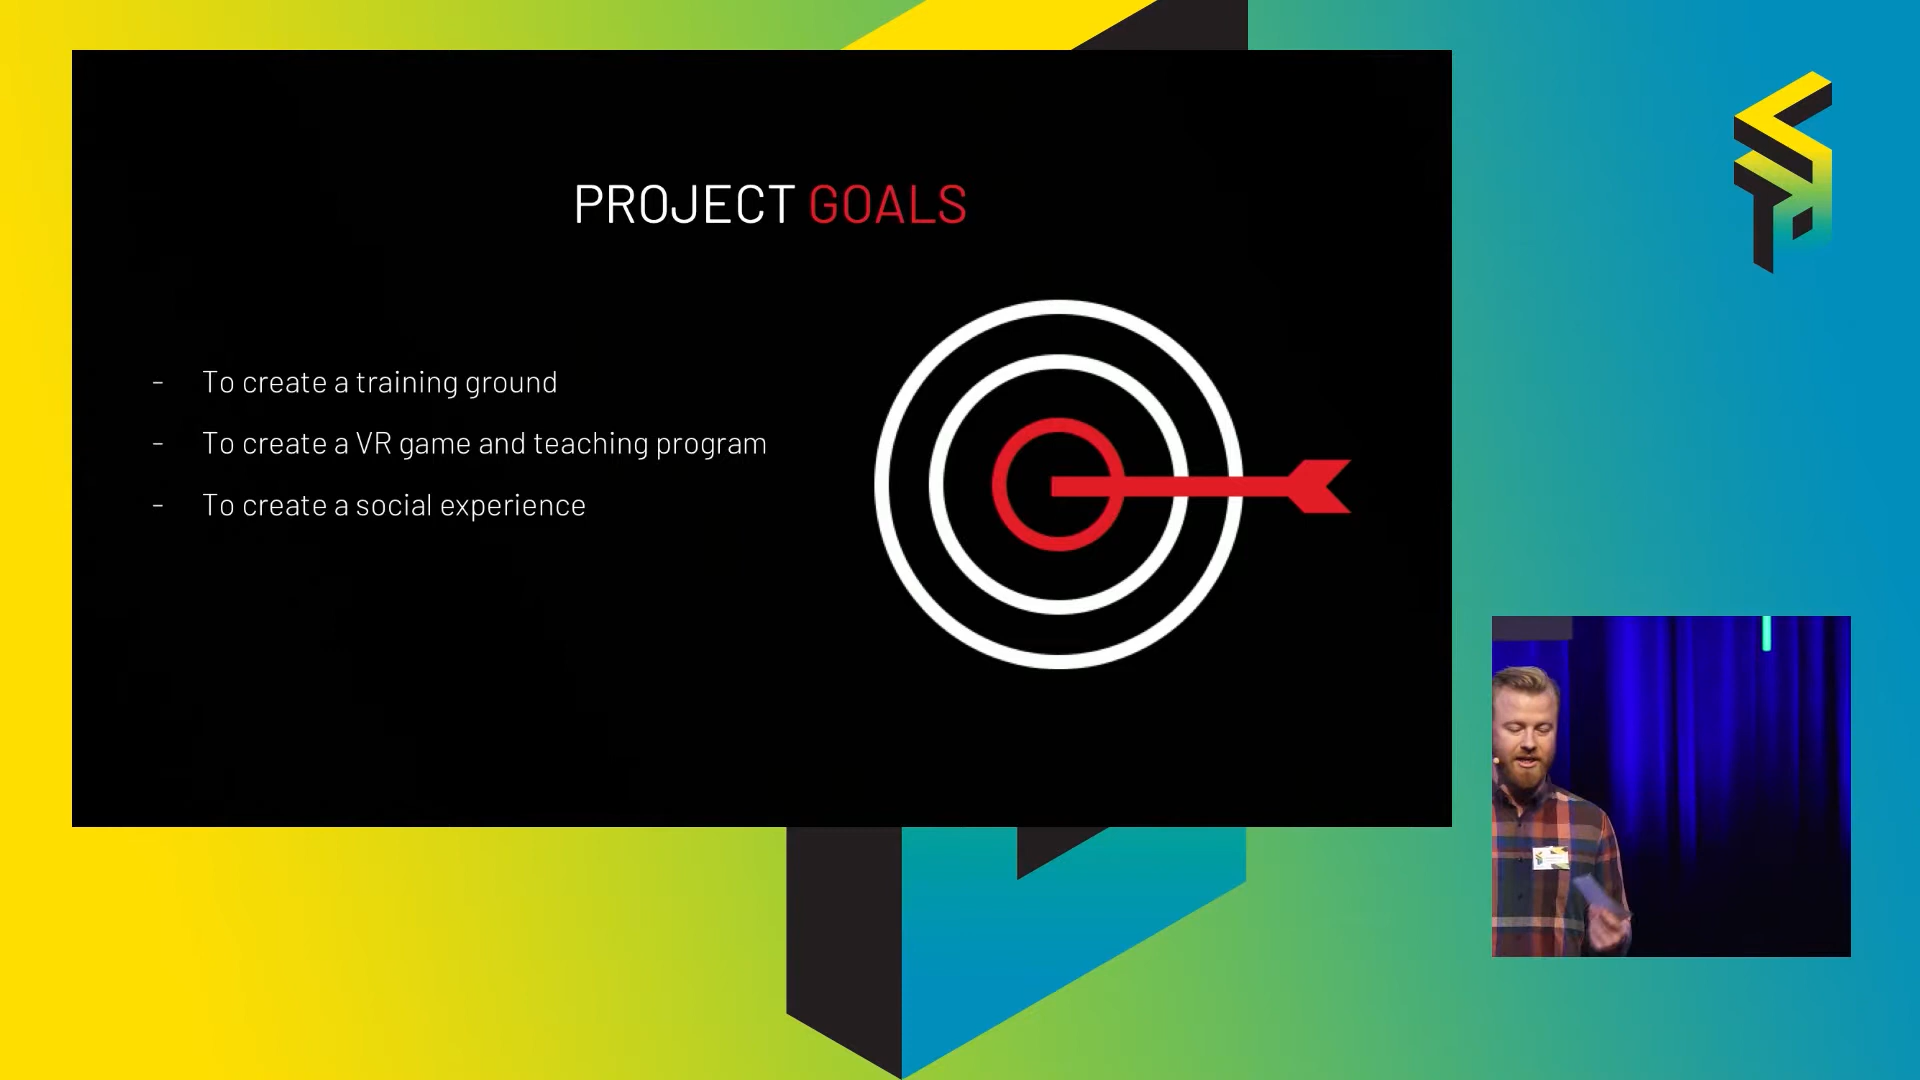 PROJECT GOALS
- To create a training ground
- To create a VR game and teaching program
- To create a social experience